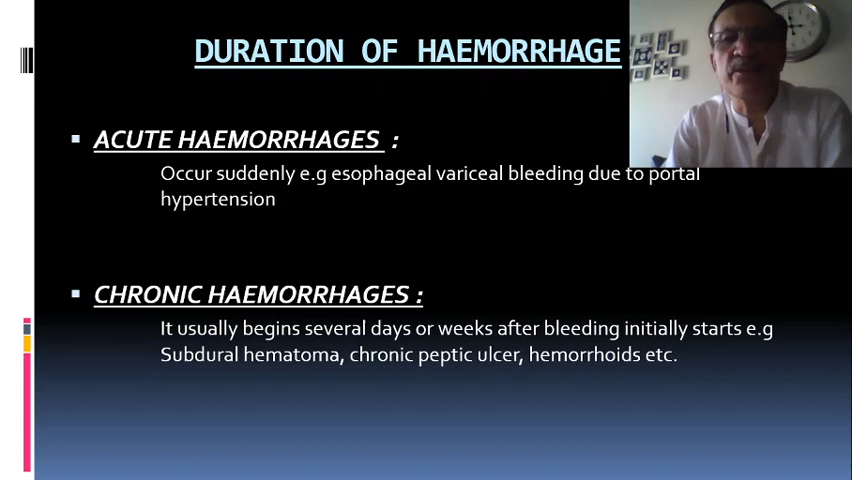 DURATION OF HAEMORRHAGE
▪ ACUTE HAEMORRHAGES :
Occur suddenly e.g esophageal variceal bleeding due to portal
hypertension
▪ CHRONIC HAEMORRHAGES :
It usually begins several days or weeks after bleeding initially starts e.g
Subdural hematoma, chronic peptic ulcer, hemorrhoids etc.